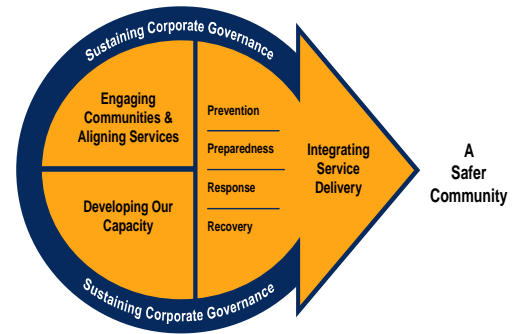 Sustaining Corporate Governance
Engaging
Communities &
Aligning Services
Developing Our
Capacity
Prevention
Preparedness
Response
Recovery
Integrating
Service
Delivery
A
Safer
Community
Sustaining Corporate Governance